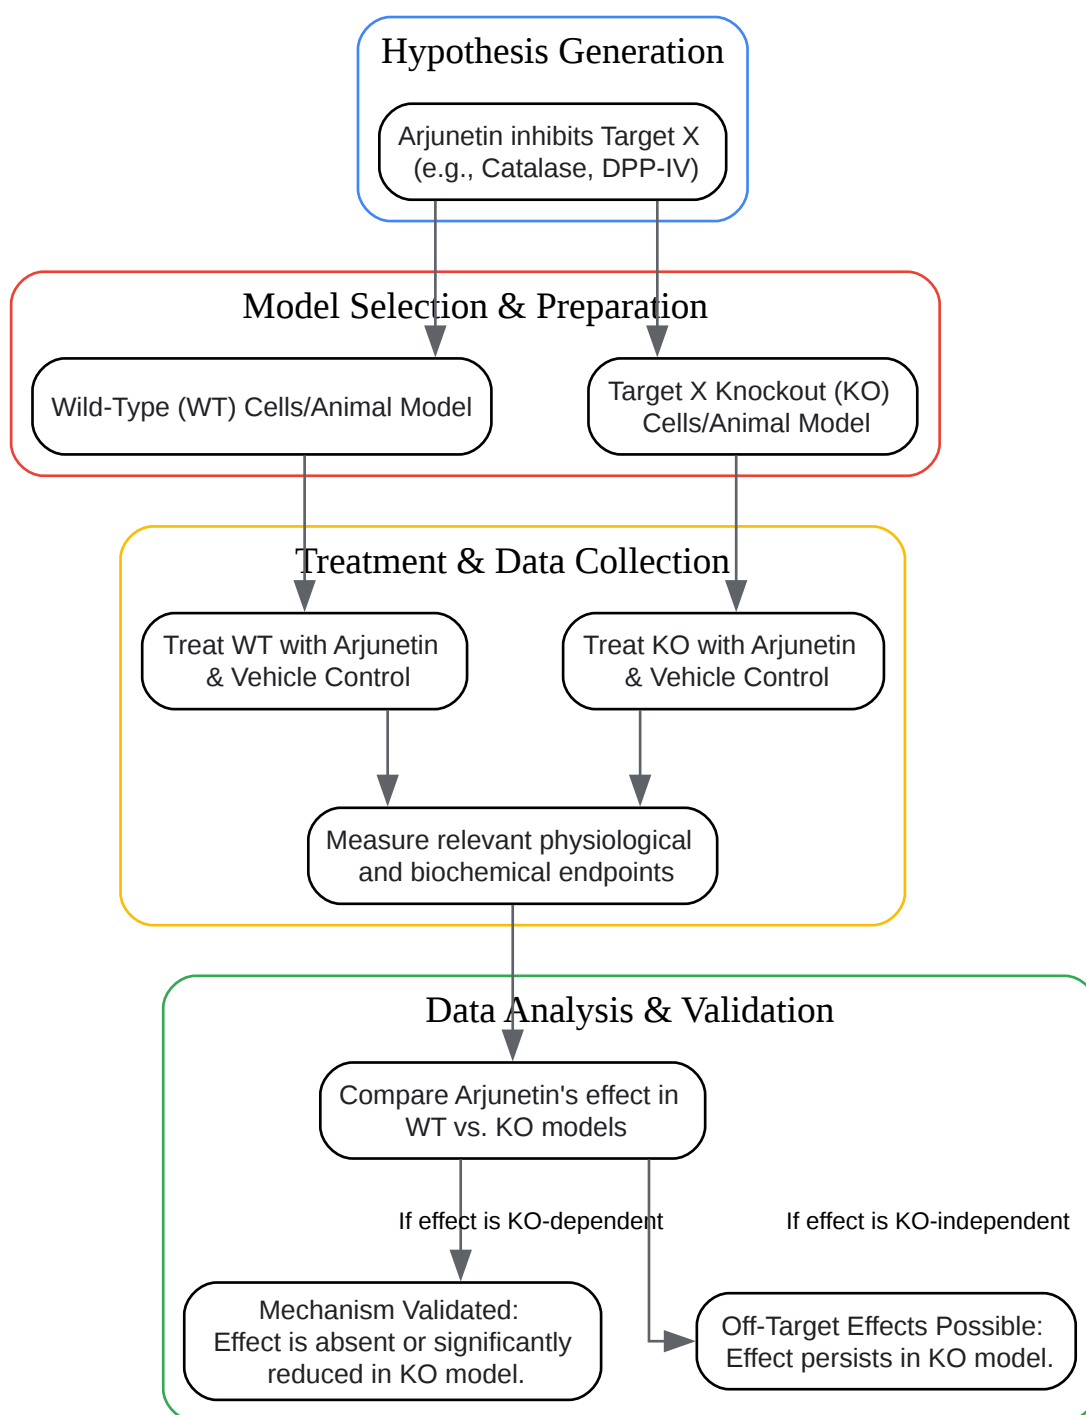 Hypothesis Generation
Arjunetin inhibits Target X
(e.g., Catalase, DPP-IV)
Model Selection & Preparation
Wild-Type (WT) Cells/Animal Model
Target X Knockout (KO)
Cells/Animal Model
Treatment & Data Collection
Treat WT with Arjunetin
& Vehicle Control
Treat KO with Arjunetin
& Vehicle Control
Measure relevant physiological
and biochemical endpoints
Data Analysis & Validation
Compare Arjunetin's effect in
WT vs. KO models
If effect is KO-dependent
If effect is KO-independent
Mechanism Validated:
Effect is absent or significantly
reduced in KO model.
Off-Target Effects Possible:
Effect persists in KO model.